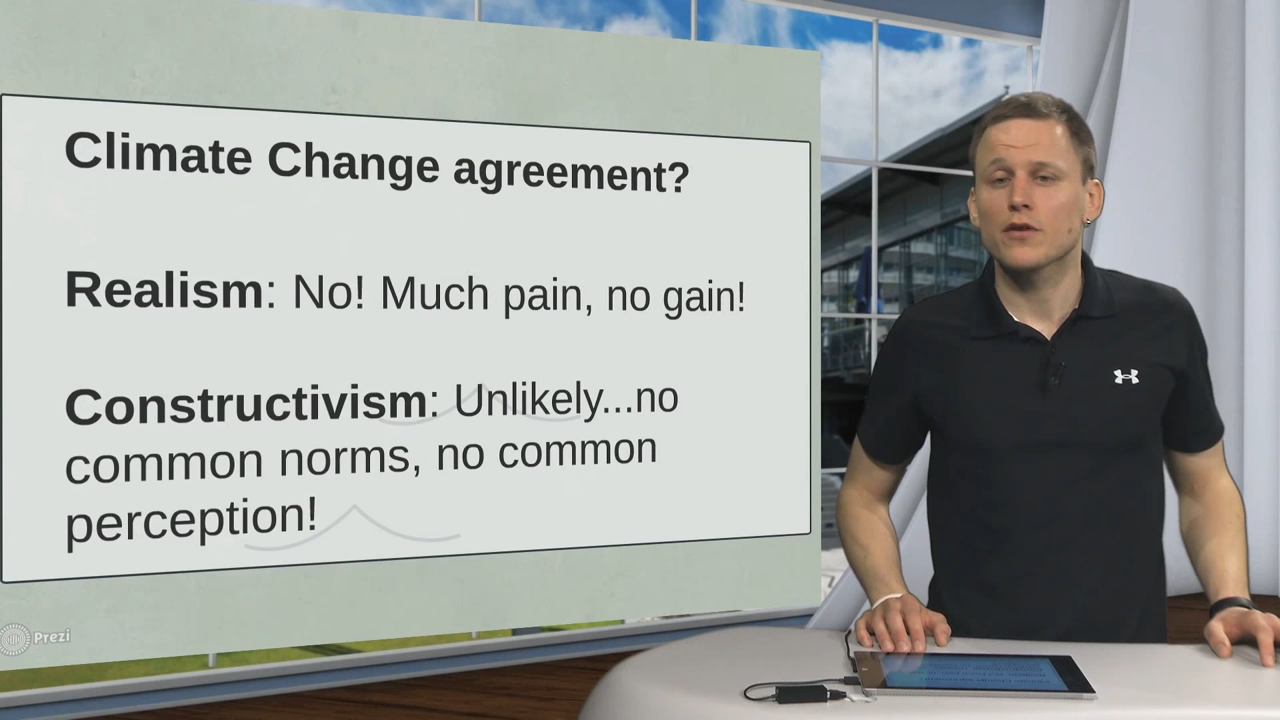 Climate Change agreement?
Realism: No! Much pain, no gain!
Constructivism: Unlikely...no
common norms, no common
perception!
Prezi